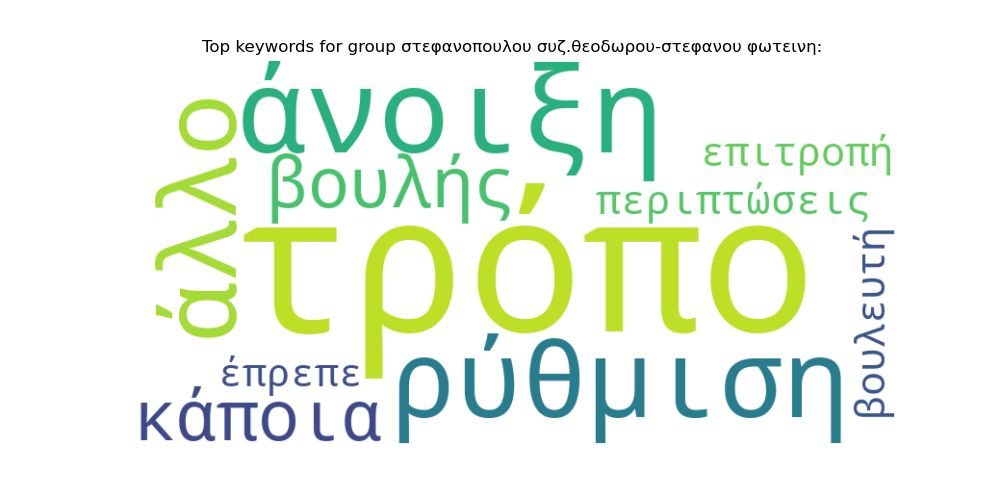 Top keywords for group στεφανοπουλου συζ.θεοδωρου-στεφανου φωτεινη:
άλλο
άνοιξη
επιτροπή
βουλής
περιπτώσεις
τρόπο
βουλευτή
έπρεπε
ρύθμιση
κάποια